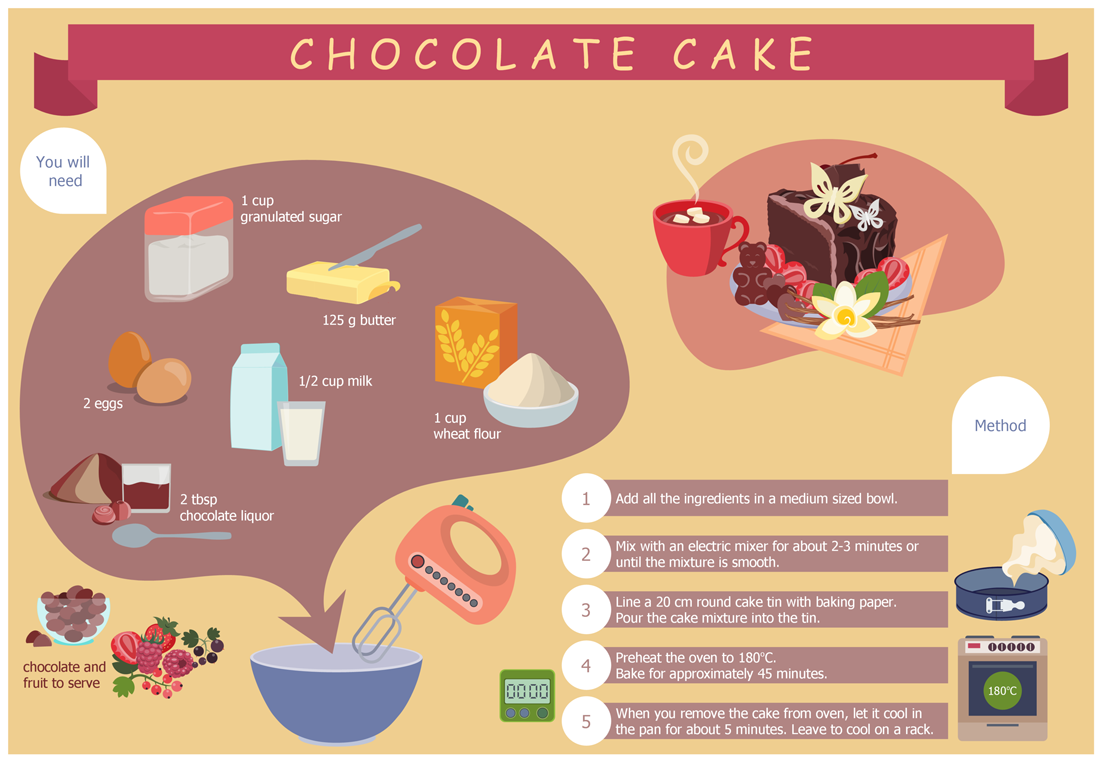 CHOCOLATE CAKE
You will
need
1 cup
granulated sugar
125 g butter
2 eggs
1/2 cup milk
1 cup
wheat flour
2 tbsp
chocolate liquor
chocolate and
fruit to serve
Method
1 Add all the ingredients in a medium sized bowl.
2 Mix with an electric mixer for about 2-3 minutes or
until the mixture is smooth.
3 Line a 20 cm round cake tin with baking paper.
Pour the cake mixture into the tin.
4 Preheat the oven to 180°C.
Bake for approximately 45 minutes.
5 When you remove the cake from oven, let it cool in
the pan for about 5 minutes. Leave to cool on a rack.
0000
180°C